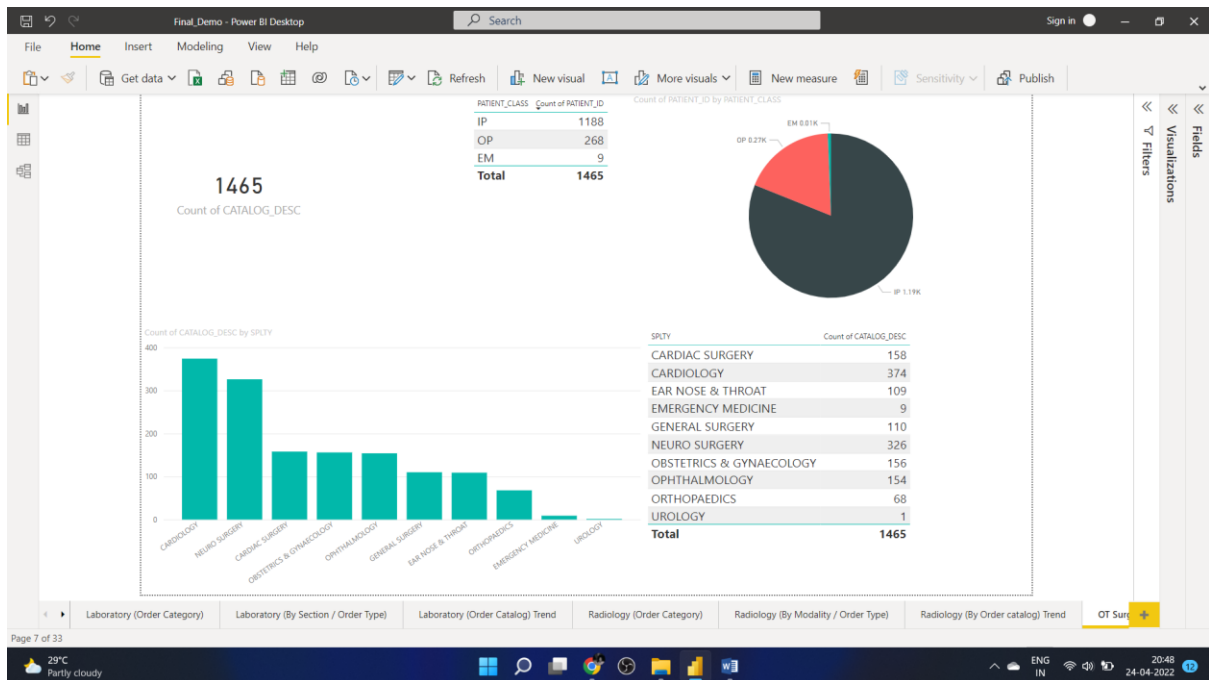 Final_Demo - Power BI Desktop
Search
Sign in
File Home Insert Modeling View Help
Get data
Refresh
New visual
More visuals
New measure
Sensitivity
Publish
PATIENT_CLASS Count of PATIENT_ID
IP 1188
OP 268
EM 9
Total 1465
1465
Count of CATALOG_DESC
Count of PATIENT_ID by PATIENT_CLASS
EM 0.01K
OP 0.27K
IP 1.19K
Filters
Visualizations
Fields
Count of CATALOG_DESC by SPLTY
400
300
200
100
0
CARDIOLOGY
NEURO SURGERY
CARDIAC SURGERY
OBSTETRICS & GYNAECOLOGY
OPHTHALMOLOGY
GENERAL SURGERY
EAR NOSE & THROAT
ORTHOPAEDICS
EMERGENCY MEDICINE
UROLOGY
SPLTY Count of CATALOG_DESC
CARDIAC SURGERY 158
CARDIOLOGY 374
EAR NOSE & THROAT 109
EMERGENCY MEDICINE 9
GENERAL SURGERY 110
NEURO SURGERY 326
OBSTETRICS & GYNAECOLOGY 156
OPHTHALMOLOGY 154
ORTHOPAEDICS 68
UROLOGY 1
Total 1465
Laboratory (Order Category)
Laboratory (By Section / Order Type)
Laboratory (Order Catalog) Trend
Radiology (Order Category)
Radiology (By Modality / Order Type)
Radiology (By Order catalog) Trend
OT Surg
Page 7 of 33
29°C
Partly cloudy
ENG
IN
20:48
24-04-2022
12